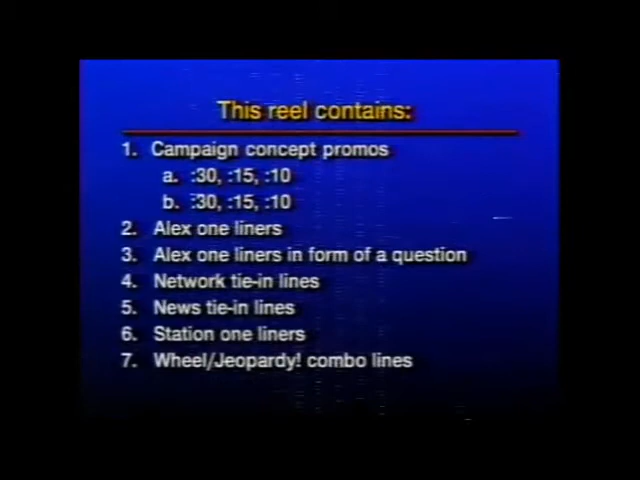 This reel contains:
1. Campaign concept promos
a. :30, :15, :10
b. :30, :15, :10
2. Alex one liners
3. Alex one liners in form of a question
4. Network tie-in lines
5. News tie-in lines
6. Station one liners
7. Wheel/Jeopardy! combo lines